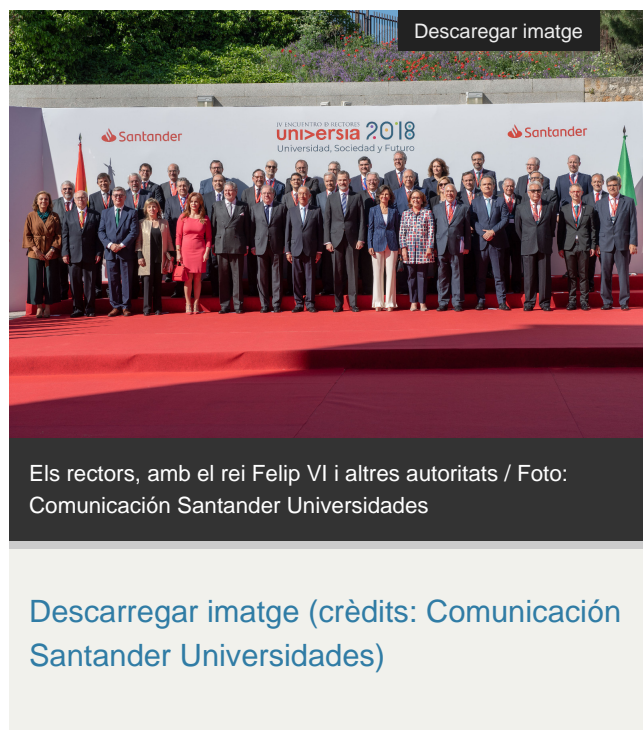 Descaregar imatge
Santander
IV ENCUENTRO DE RECTORES
universia 2018
Universidad, Sociedad y Futuro
Santander
Els rectors, amb el rei Felip VI i altres autoritats / Foto:
Comunicación Santander Universidades
Descarregar imatge (crèdits: Comunicación
Santander Universidades)